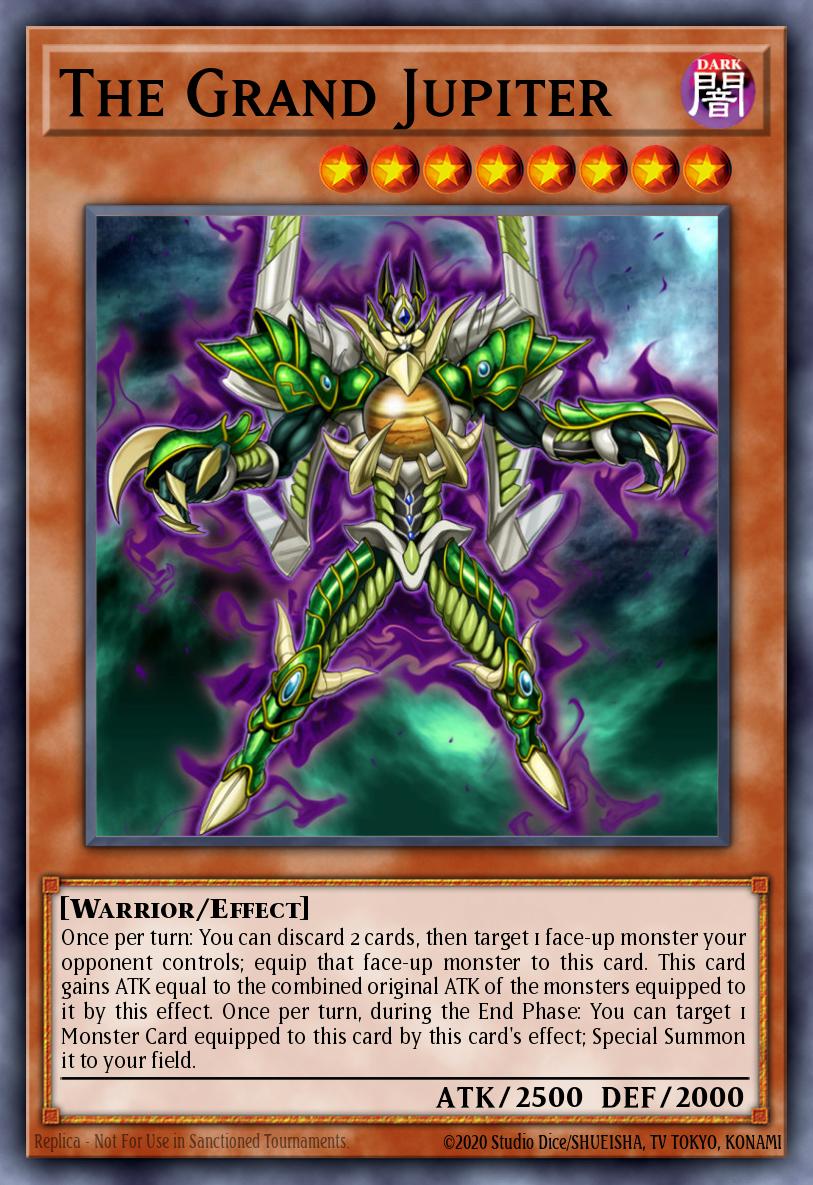 The Grand Jupiter
DARK
闇
[Warrior/Effect]
Once per turn: You can discard 2 cards, then target 1 face-up monster your
opponent controls; equip that face-up monster to this card. This card
gains ATK equal to the combined original ATK of the monsters equipped to
it by this effect. Once per turn, during the End Phase: You can target 1
Monster Card equipped to this card by this card's effect; Special Summon
it to your field.
ATK/2500 DEF/2000
Replica - Not For Use in Sanctioned Tournaments.
©2020 Studio Dice/SHUEISHA, TV TOKYO, KONAMI